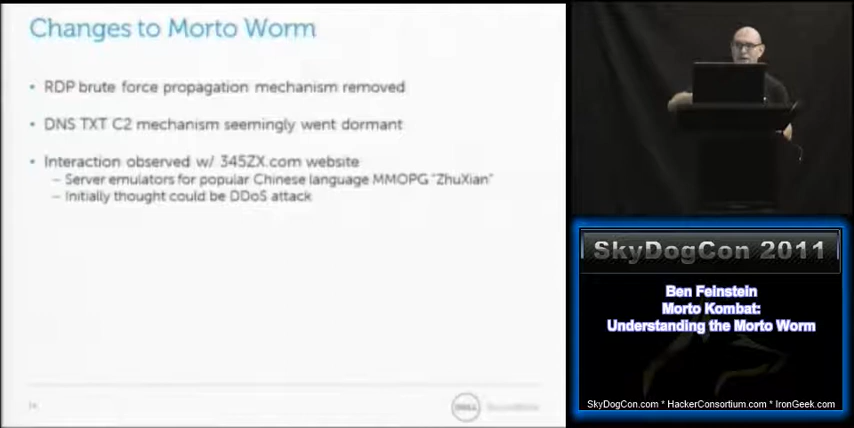 Changes to Morto Worm
• RDP brute force propagation mechanism removed
• DNS TXT C2 mechanism seemingly went dormant
• Interaction observed w/ 345ZX.com website
– Server emulators for popular Chinese language MMOPG "ZhuXian"
– Initially thought could be DDoS attack
DELL
SkyDogCon 2011
Ben Feinstein
Morto Kombat:
Understanding the Morto Worm
SkyDogCon.com * HackerConsortium.com * IronGeek.com